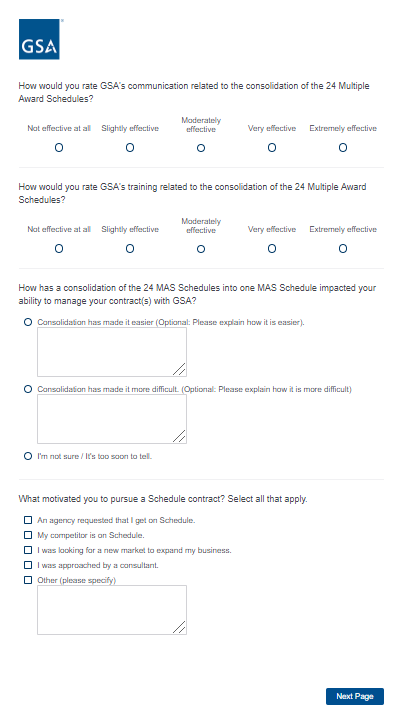 GSA
How would you rate GSA's communication related to the consolidation of the 24 Multiple
Award Schedules?
Not effective at all
Slightly effective
Moderately
effective
Very effective
Extremely effective
How would you rate GSA's training related to the consolidation of the 24 Multiple Award
Schedules?
Not effective at all
Slightly effective
Moderately
effective
Very effective
Extremely effective
How has a consolidation of the 24 MAS Schedules into one MAS Schedule impacted your
ability to manage your contract(s) with GSA?
Consolidation has made it easier (Optional: Please explain how it is easier).
Consolidation has made it more difficult. (Optional: Please explain how it is more difficult)
I'm not sure / It's too soon to tell.
What motivated you to pursue a Schedule contract? Select all that apply.
An agency requested that I get on Schedule.
My competitor is on Schedule.
I was looking for a new market to expand my business.
I was approached by a consultant.
Other (please specify)
Next Page